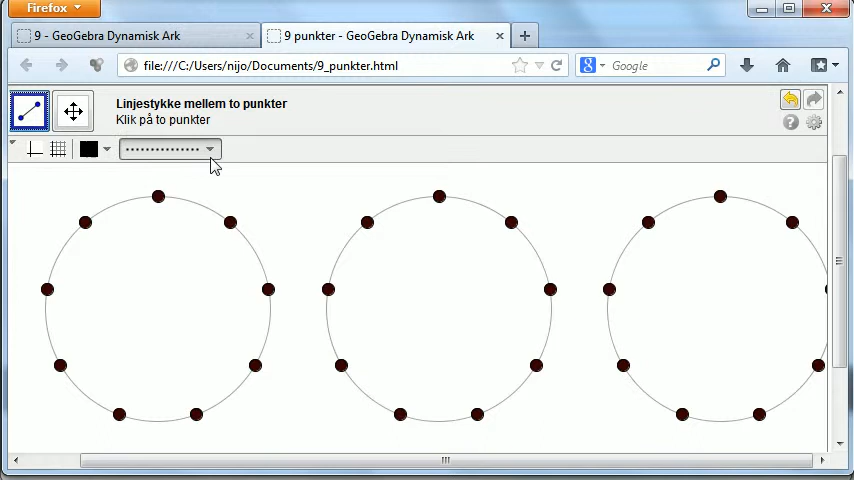 Firefox
9 - GeoGebra Dynamisk Ark
9 punkter - GeoGebra Dynamisk Ark
file:///C:/Users/nijo/Documents/9_punkter.html
Google
Linjestykke mellem to punkter
Klik på to punkter